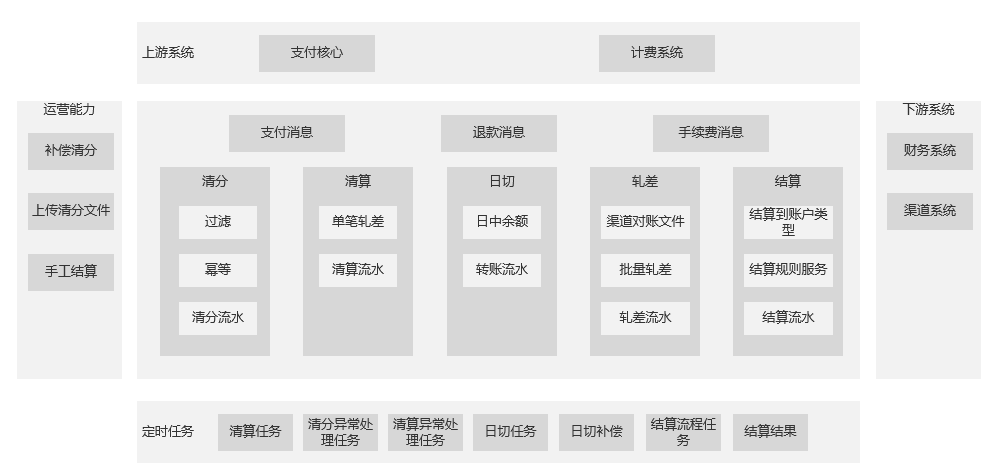 上游系统
支付核心
计费系统
运营能力
补偿清分
上传清分文件
手工结算
支付消息
退款消息
手续费消息
清分
过滤
幂等
清分流水
清算
单笔轧差
清算流水
日切
日中余额
转账流水
轧差
渠道对账文件
批量轧差
轧差流水
结算
结算到账户类
型
结算规则服务
结算流水
下游系统
财务系统
渠道系统
定时任务
清算任务
清分异常处
理任务
清算异常处
理任务
日切任务
日切补偿
结算流程任
务
结算结果